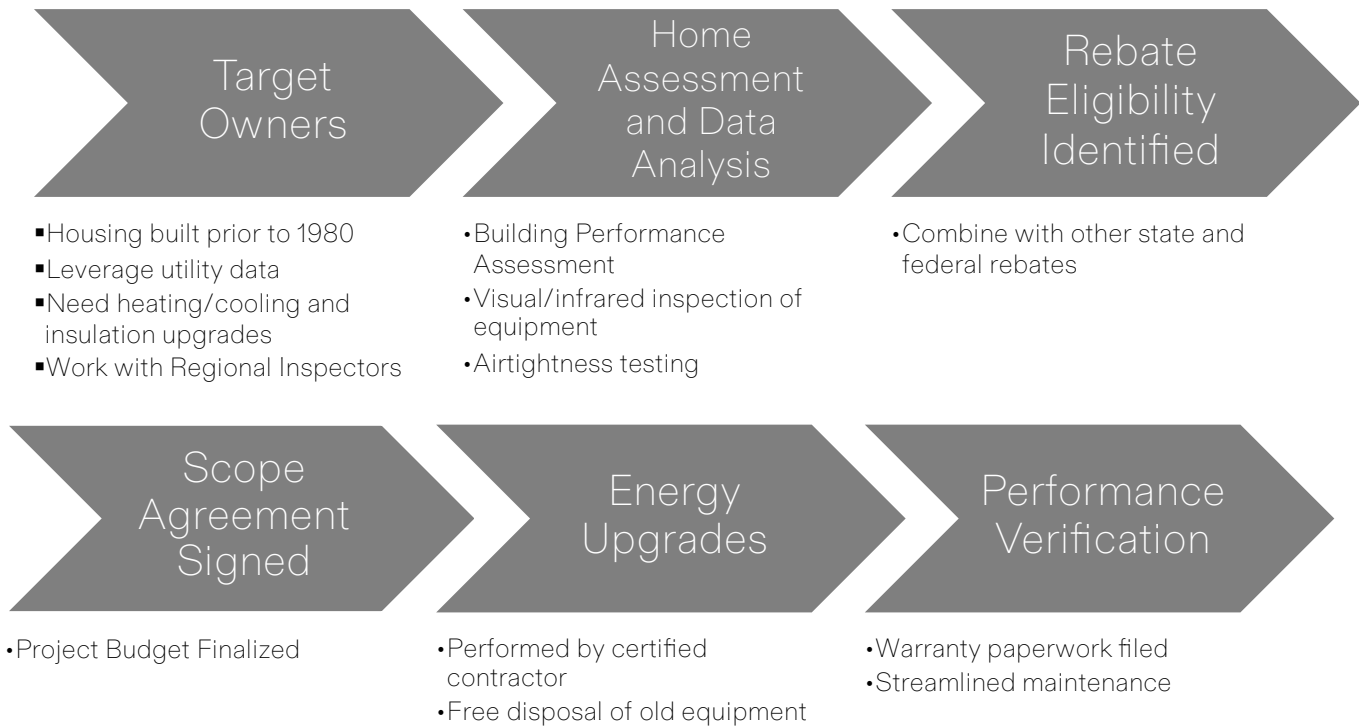 Target
Owners
▪Housing built prior to 1980
▪Leverage utility data
▪Need heating/cooling and
insulation upgrades
▪Work with Regional Inspectors
Home
Assessment
and Data
Analysis
•Building Performance
Assessment
•Visual/infrared inspection of
equipment
•Airtightness testing
Rebate
Eligibility
Identified
•Combine with other state and
federal rebates
Scope
Agreement
Signed
•Project Budget Finalized
Energy
Upgrades
•Performed by certified
contractor
•Free disposal of old equipment
Performance
Verification
•Warranty paperwork filed
•Streamlined maintenance